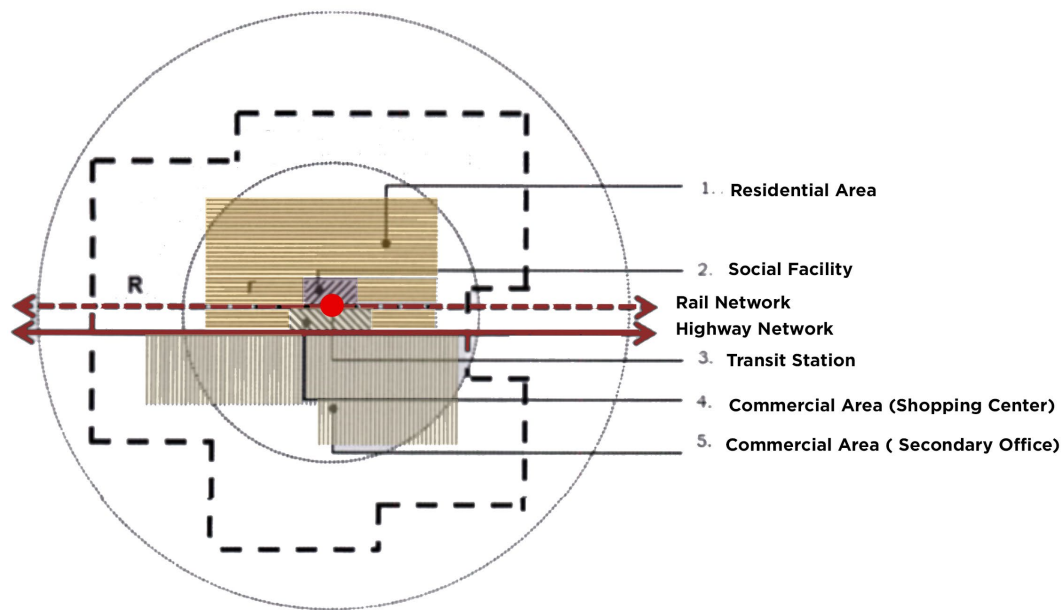 1. Residential Area
2. Social Facility
R r
Rail Network
Highway Network
3. Transit Station
4. Commercial Area (Shopping Center)
5. Commercial Area ( Secondary Office)